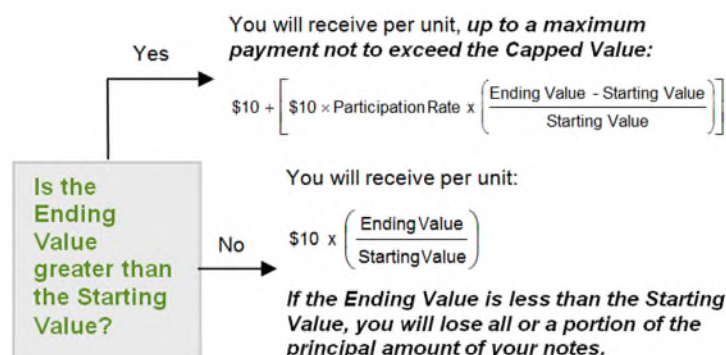 You will receive per unit, up to a maximum
payment not to exceed the Capped Value:
Yes
$10 + [ $10 × Participation Rate x ( Ending Value - Starting Value / Starting Value ) ]
Is the
Ending
Value
greater than
the Starting
Value?
No
You will receive per unit:
$10 x ( Ending Value / Starting Value )
If the Ending Value is less than the Starting
Value, you will lose all or a portion of the
principal amount of your notes.